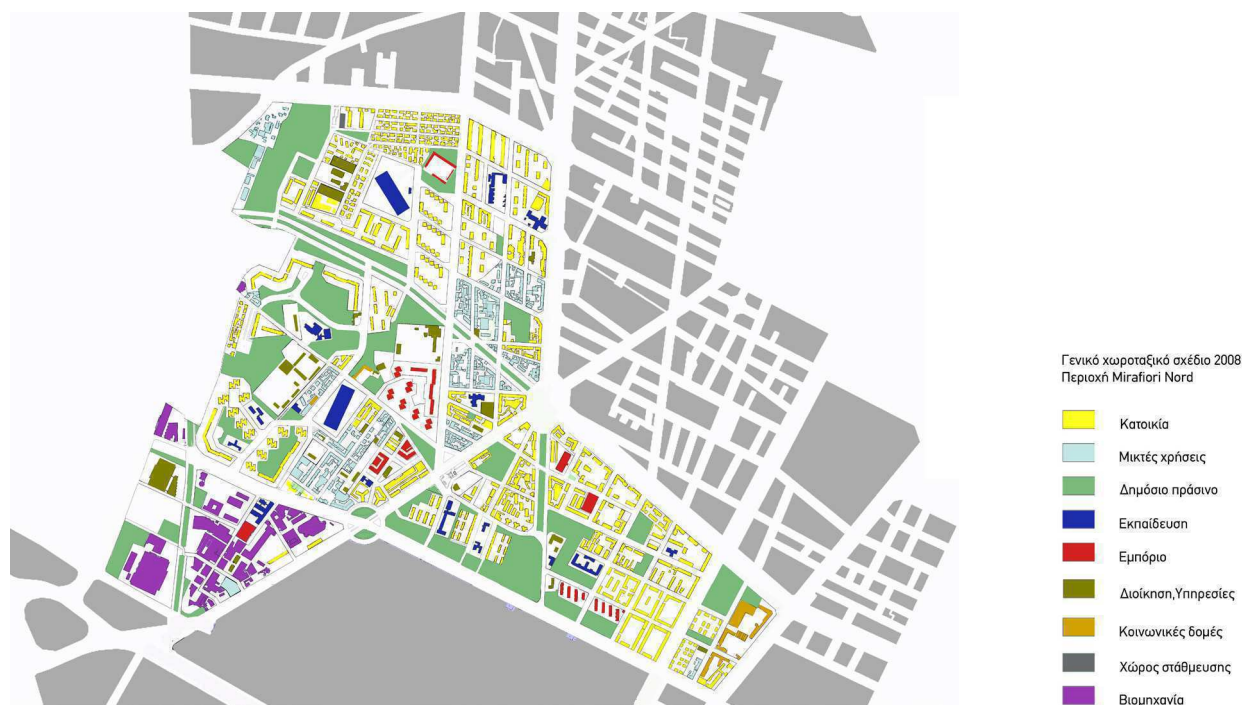 Γενικό χωροταξικό σχέδιο 2008
Περιοχή Mirafiori Nord
Κατοικία
Μικτές χρήσεις
Δημόσιο πράσινο
Εκπαίδευση
Εμπόριο
Διοίκηση,Υπηρεσίες
Κοινωνικές δομές
Χώρος στάθμευσης
Βιομηχανία